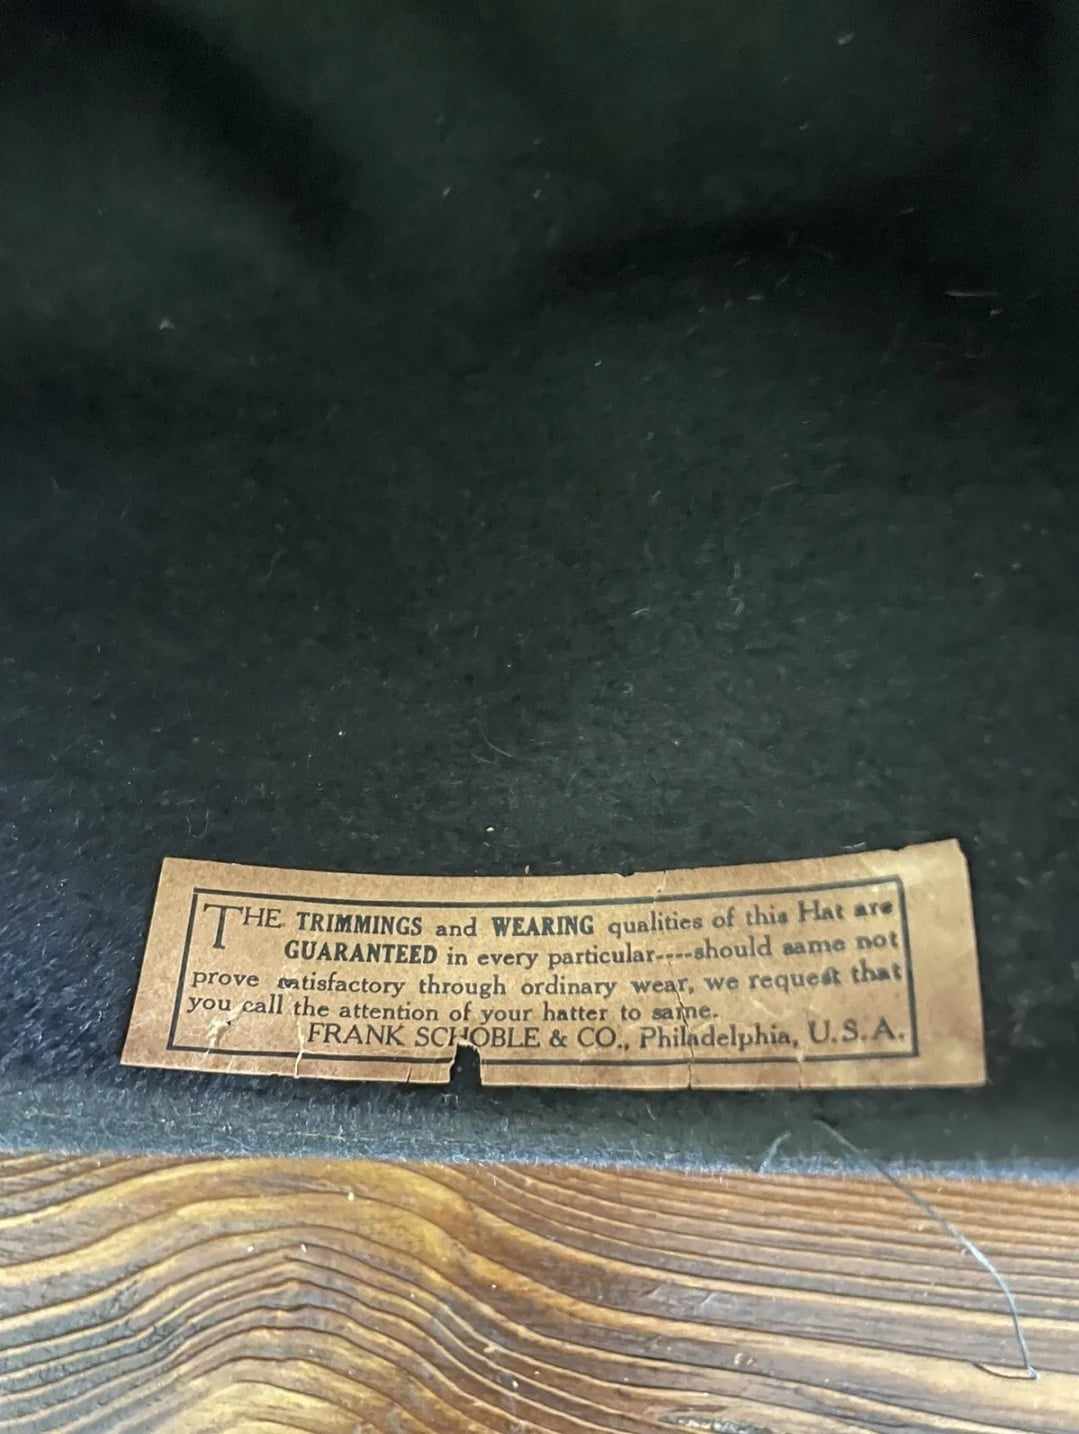 THE TRIMMINGS and WEARING qualities of this Hat are
GUARANTEED in every particular----should same not
prove satisfactory through ordinary wear, we request that
you call the attention of your hatter to same.
FRANK SCHOBLE & CO., Philadelphia, U.S.A.